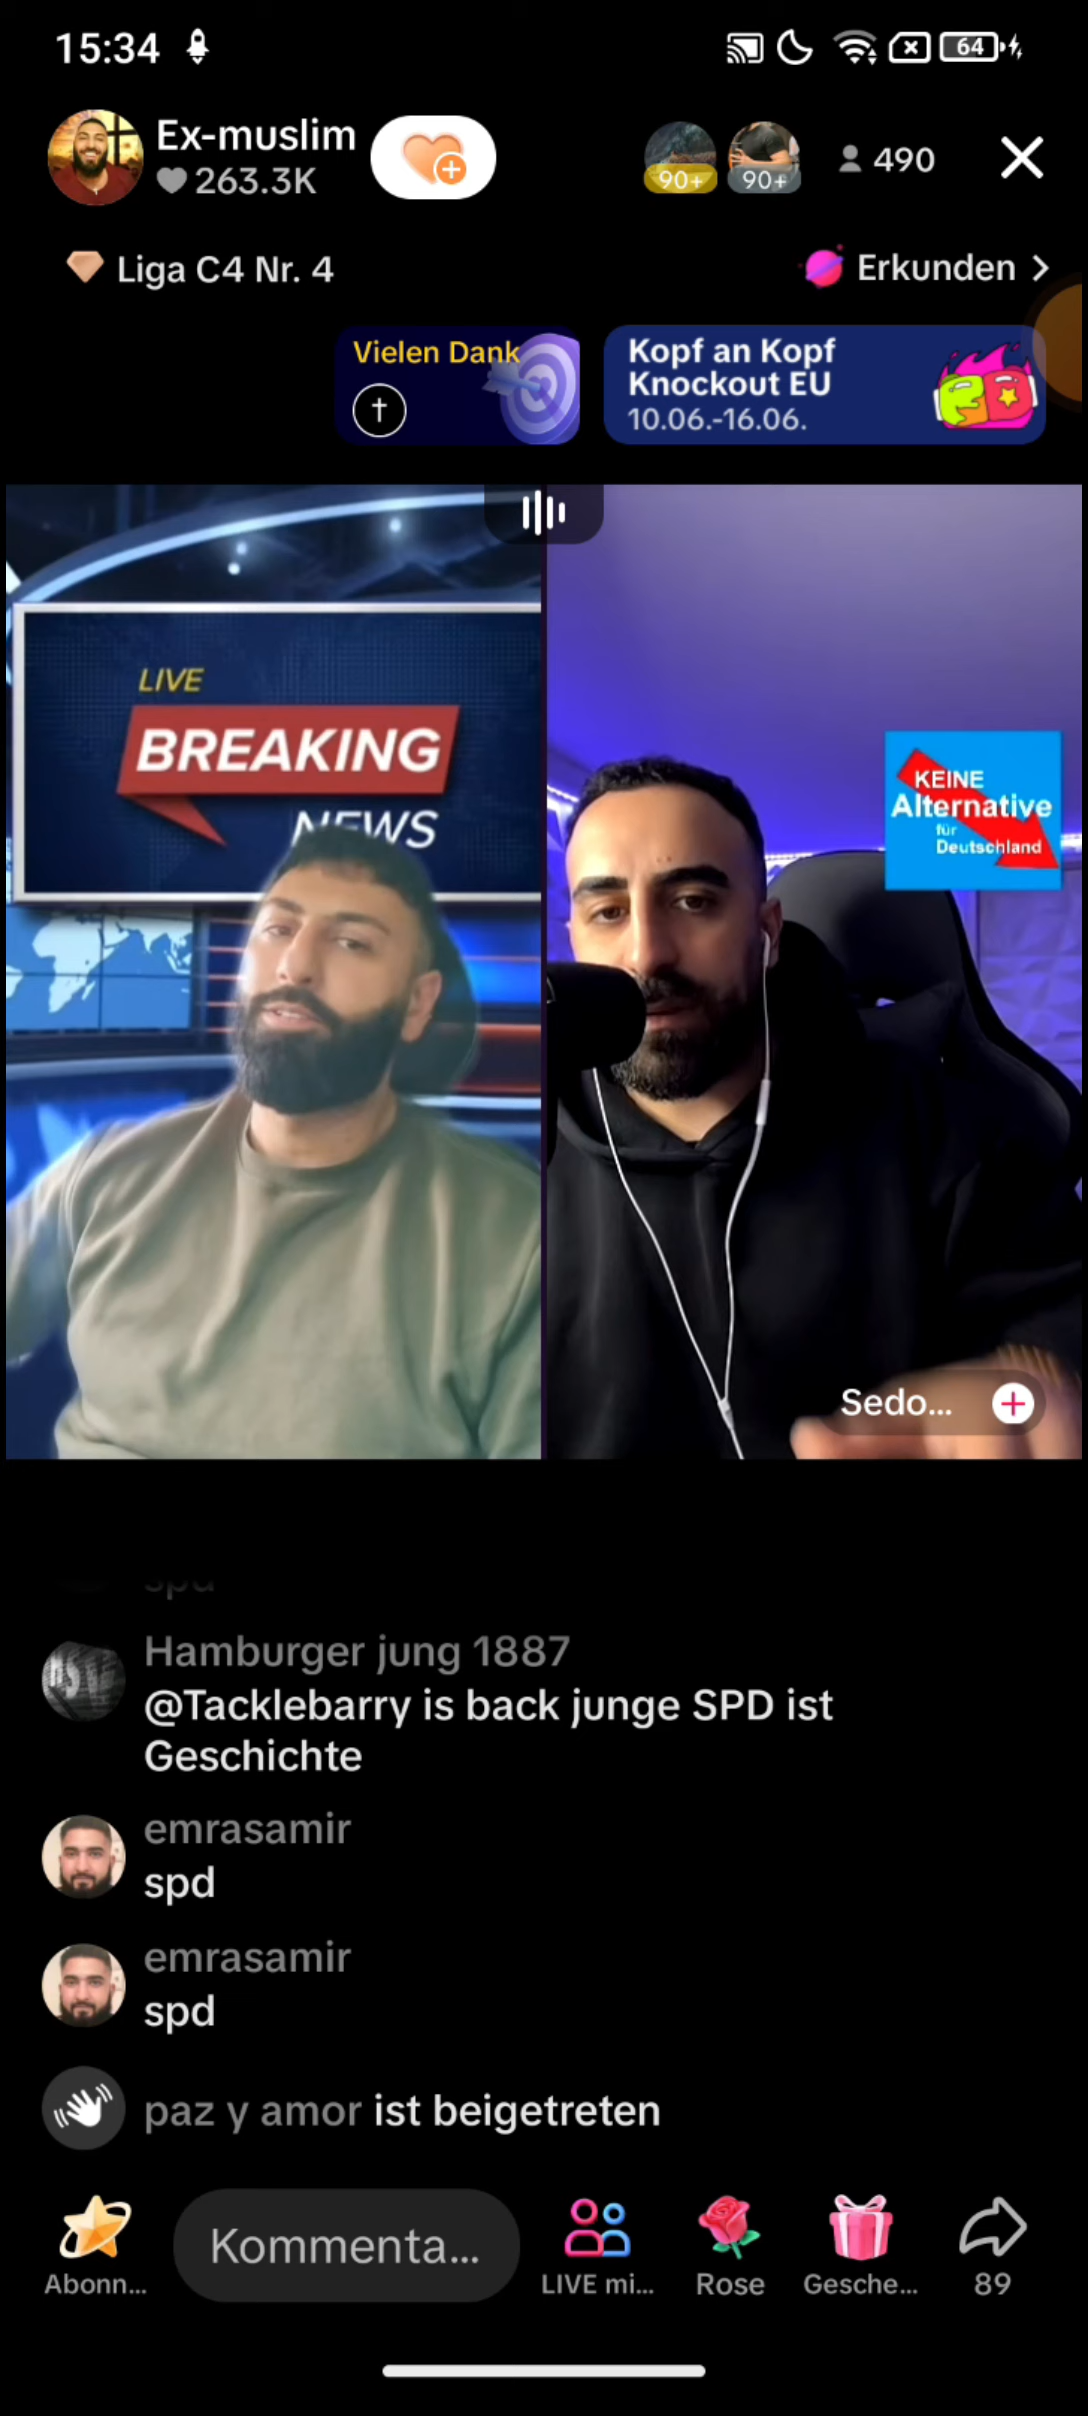 15:34
64
Ex-muslim
263.3K
90+
90+
490
Liga C4 Nr. 4
Erkunden
Vielen Dank
Kopf an Kopf
Knockout EU
10.06.-16.06.
LIVE
BREAKING
NEWS
KEINE
Alternative
für
Deutschland
Sedo...
spd
Hamburger jung 1887
@Tacklebarry is back junge SPD ist
Geschichte
emrasamir
spd
emrasamir
spd
paz y amor ist beigetreten
Kommenta...
Abonn...
LIVE mi...
Rose
Gesche...
89